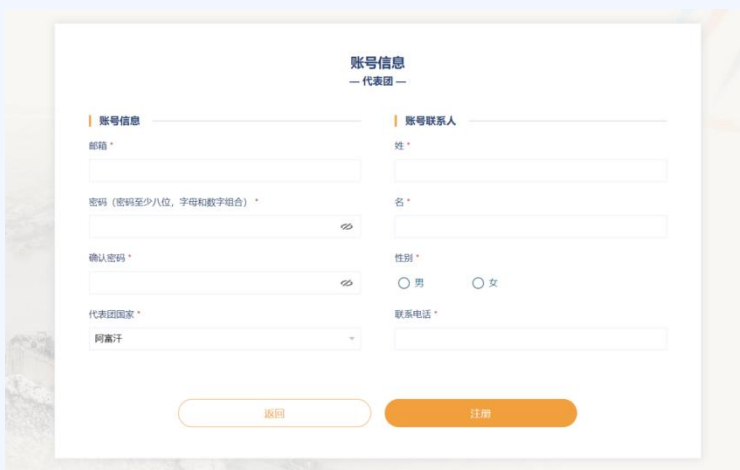 账号信息
— 代表团 —
账号信息
邮箱 *
密码（密码至少八位，字母和数字组合） *
确认密码 *
代表团国家 *
阿富汗
账号联系人
姓 *
名 *
性别 *
男 女
联系电话 *
返回 注册